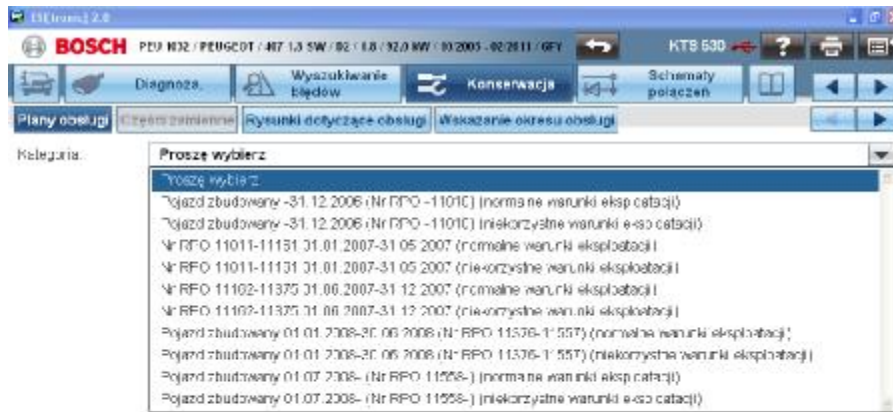 ESI[tronic] 2.0
BOSCH PEU 1032 / PEUGEOT / 407 1.8 SW / D2 / 1.8 / 92.0 kW / 10.2005 - 02.2011 / 6FY KTS 530 ?
Diagnoza. Wyszukiwanie błędów Konserwacja Schematy połączeń
Plany obsługi Części zamienne Rysunki dotyczące obsługi Wskazanie okresu obsługi
Kategoria: Proszę wybierz
Proszę wybierz
Pojazd zbudowany -31.12.2006 (Nr RPO -11010) (normalne warunki eksploatacji)
Pojazd zbudowany -31.12.2006 (Nr RPO -11010) (niekorzystne warunki eksploatacji)
Nr RPO 11011-11161 01.01.2007-31.05.2007 (normalne warunki eksploatacji)
Nr RPO 11011-11161 01.01.2007-31.05.2007 (niekorzystne warunki eksploatacji)
Nr RPO 11162-11375 01.06.2007-31.12.2007 (normalne warunki eksploatacji)
Nr RPO 11162-11375 01.06.2007-31.12.2007 (niekorzystne warunki eksploatacji)
Pojazd zbudowany 01.01.2008-30.06.2008 (Nr RPO 11376-11557) (normalne warunki eksploatacji)
Pojazd zbudowany 01.01.2008-30.06.2008 (Nr RPO 11376-11557) (niekorzystne warunki eksploatacji)
Pojazd zbudowany 01.07.2008- (Nr RPO 11558-) (normalne warunki eksploatacji)
Pojazd zbudowany 01.07.2008- (Nr RPO 11558-) (niekorzystne warunki eksploatacji)